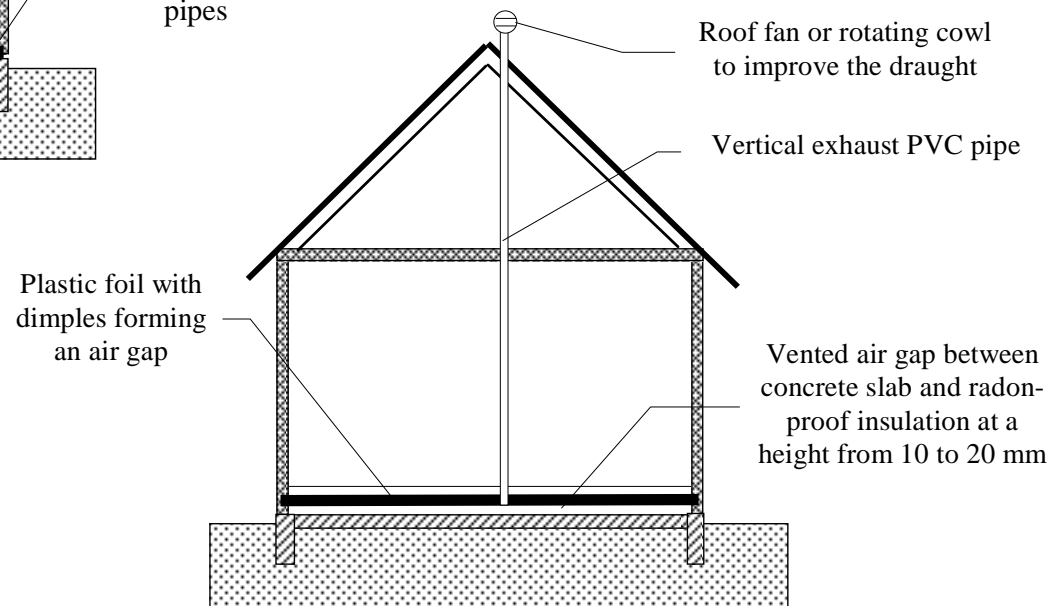 pipes
Roof fan or rotating cowl
to improve the draught
Vertical exhaust PVC pipe
Plastic foil with
dimples forming
an air gap
Vented air gap between
concrete slab and radon-
proof insulation at a
height from 10 to 20 mm